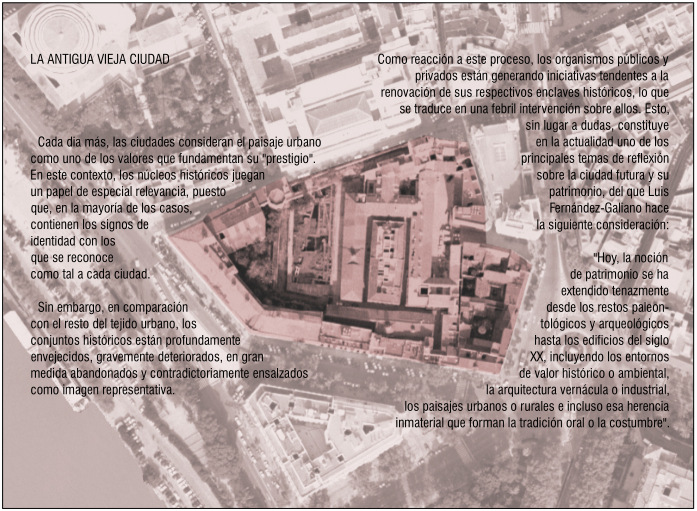 LA ANTIGUA VIEJA CIUDAD
Cada dia más, las ciudades consideran el paisaje urbano
como uno de los valores que fundamentan su "prestigio".
En este contexto, los núcleos históricos juegan
un papel de especial relevancia, puesto
que, en la mayoría de los casos,
contienen los signos de
identidad con los
que se reconoce
como tal a cada ciudad.
Sin embargo, en comparación
con el resto del tejido urbano, los
conjuntos históricos están profundamente
envejecidos, gravemente deteriorados, en gran
medida abandonados y contradictoriamente ensalzados
como imagen representativa.
Como reacción a este proceso, los organismos públicos y
privados están generando iniciativas tendentes a la
renovación de sus respectivos enclaves históricos, lo que
se traduce en una febril intervención sobre ellos. Esto,
sin lugar a dudas, constituye
en la actualidad uno de los
principales temas de reflexión
sobre la ciudad futura y su
patrimonio, del que Luis
Fernández-Galiano hace
la siguiente consideración:
"Hoy, la noción
de patrimonio se ha
extendido tenazmente
desde los restos paleon-
tológicos y arqueológicos
hasta los edificios del siglo
XX, incluyendo los entornos
de valor histórico o ambiental,
la arquitectura vernácula o industrial,
los paisajes urbanos o rurales e incluso esa herencia
inmaterial que forman la tradición oral o la costumbre".